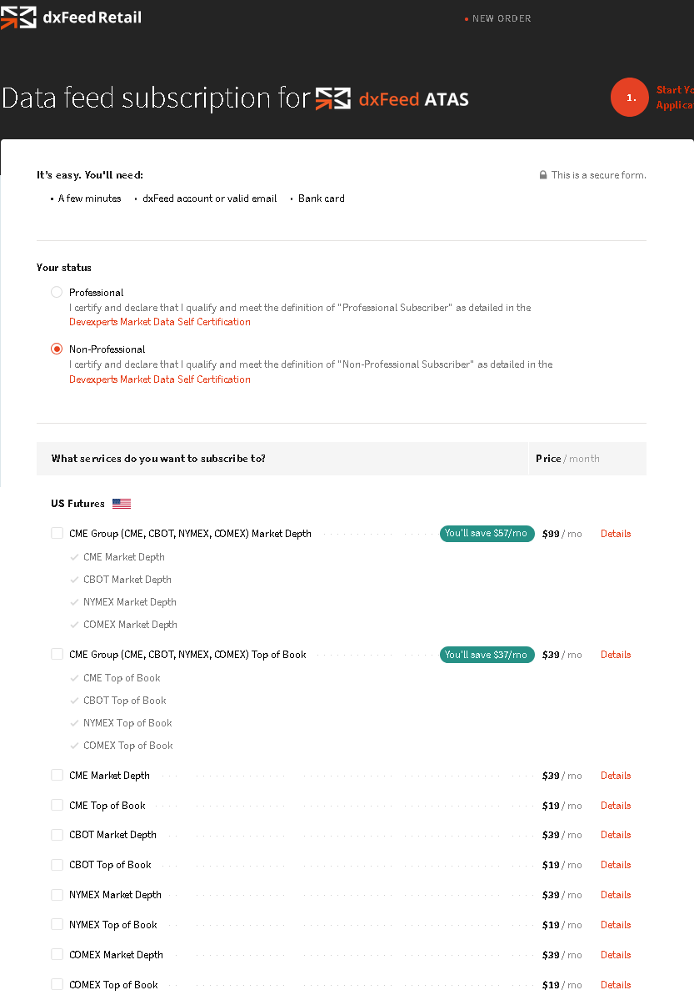 dxFeed Retail
• NEW ORDER
Data feed subscription for dxFeed ATAS
1.
Start Yo
Applica
It's easy. You'll need:
This is a secure form.
• A few minutes • dxFeed account or valid email • Bank card
Your status
Professional
I certify and declare that I qualify and meet the definition of "Professional Subscriber" as detailed in the
Devexperts Market Data Self Certification
Non-Professional
I certify and declare that I qualify and meet the definition of "Non-Professional Subscriber" as detailed in the
Devexperts Market Data Self Certification
What services do you want to subscribe to? Price / month
US Futures
CME Group (CME, CBOT, NYMEX, COMEX) Market Depth You'll save $57/mo $99 / mo Details
CME Market Depth
CBOT Market Depth
NYMEX Market Depth
COMEX Market Depth
CME Group (CME, CBOT, NYMEX, COMEX) Top of Book You'll save $37/mo $39 / mo Details
CME Top of Book
CBOT Top of Book
NYMEX Top of Book
COMEX Top of Book
CME Market Depth $39 / mo Details
CME Top of Book $19 / mo Details
CBOT Market Depth $39 / mo Details
CBOT Top of Book $19 / mo Details
NYMEX Market Depth $39 / mo Details
NYMEX Top of Book $19 / mo Details
COMEX Market Depth $39 / mo Details
COMEX Top of Book $19 / mo Details